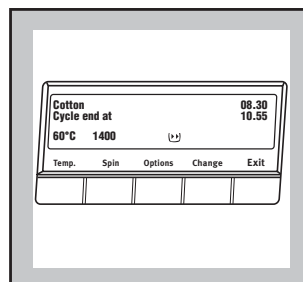 Cotton 08.30
Cycle end at 10.55
60°C 1400
Temp. Spin Options Change Exit